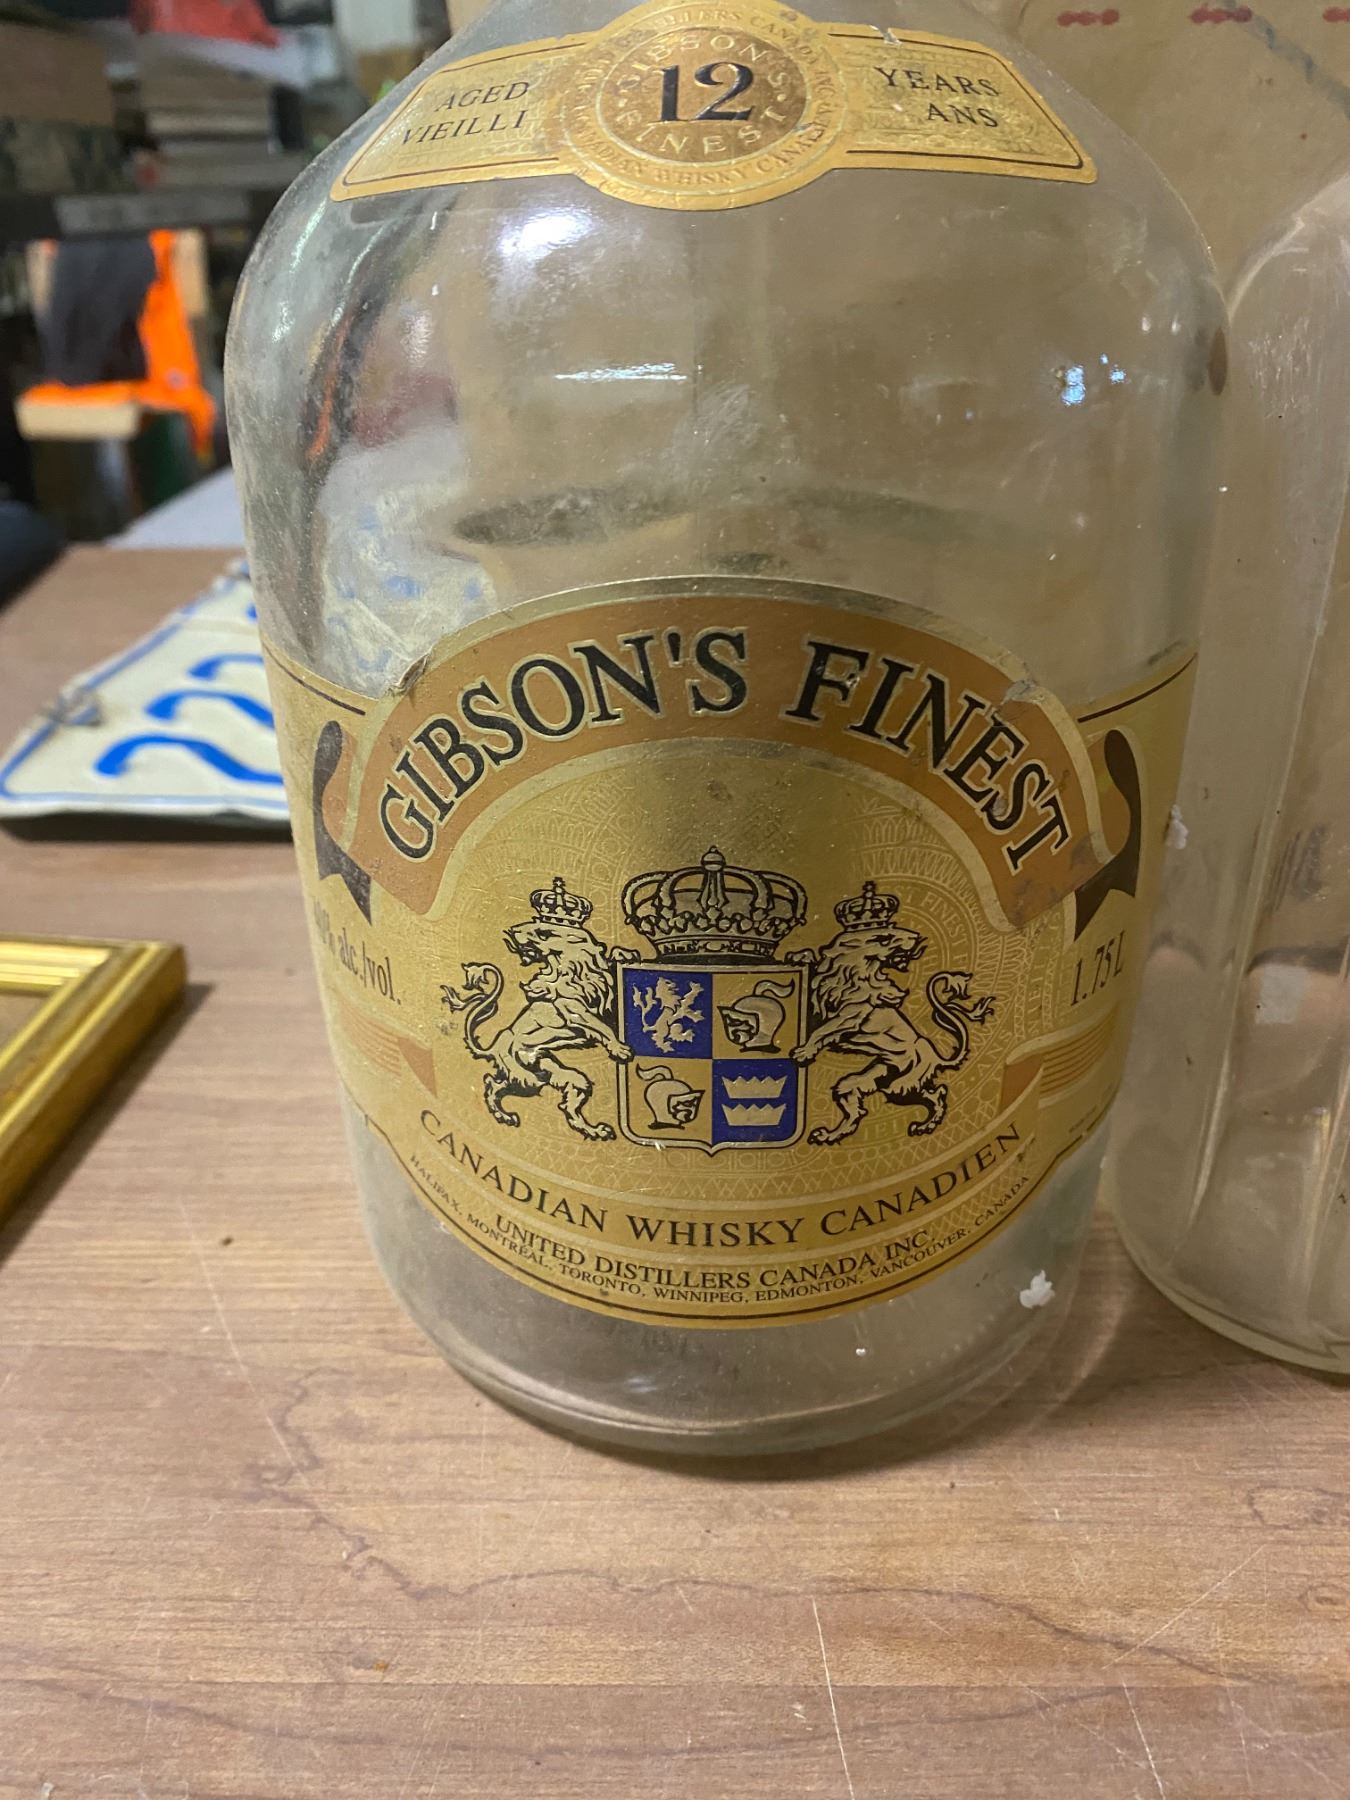 AGED
VIEILLI
GIBSON'S
12
FINEST
YEARS
ANS
GIBSON'S FINEST
alc./vol.
1.75 L
CANADIAN WHISKY CANADIEN
UNITED DISTILLERS CANADA INC.
HALIFAX, MONTRÉAL, TORONTO, WINNIPEG, EDMONTON, VANCOUVER, CANADA